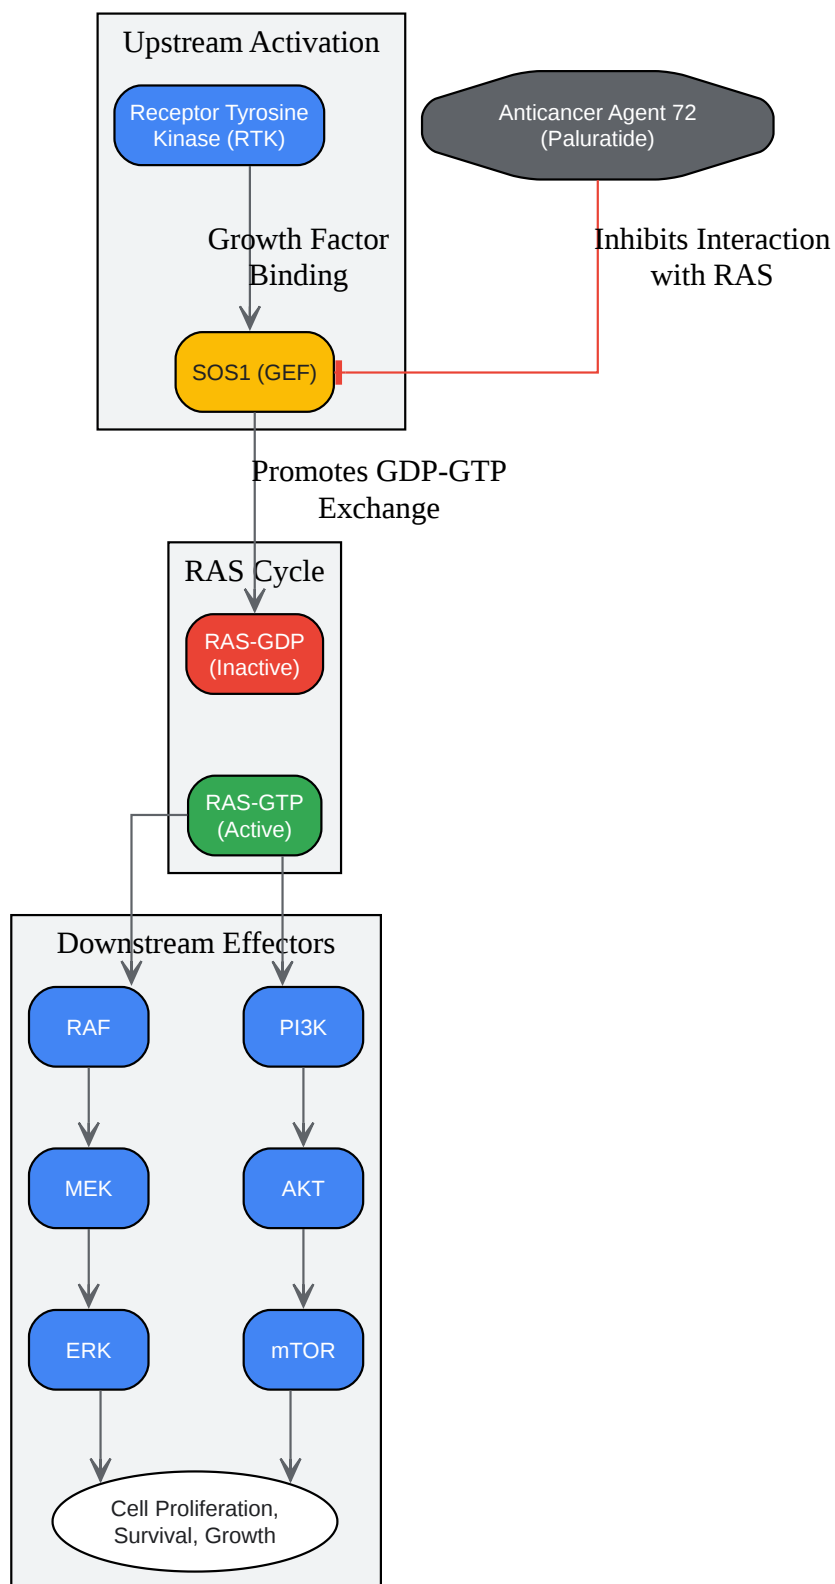 Upstream Activation
Receptor Tyrosine
Kinase (RTK)
Anticancer Agent 72
(Paluratide)
Growth Factor
Binding
Inhibits Interaction
with RAS
SOS1 (GEF)
Promotes GDP-GTP
Exchange
RAS Cycle
RAS-GDP
(Inactive)
RAS-GTP
(Active)
Downstream Effectors
RAF
PI3K
MEK
AKT
ERK
mTOR
Cell Proliferation,
Survival, Growth